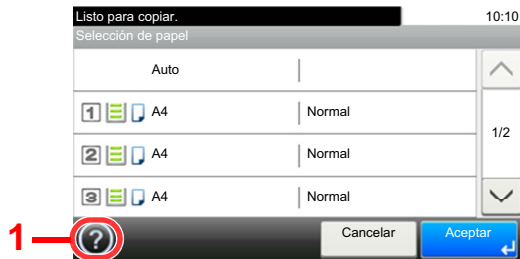 Listo para copiar. 10:10
Selección de papel
Auto
1 A4 Normal
1/2
2 A4 Normal
3 A4 Normal
1 ? Cancelar Aceptar